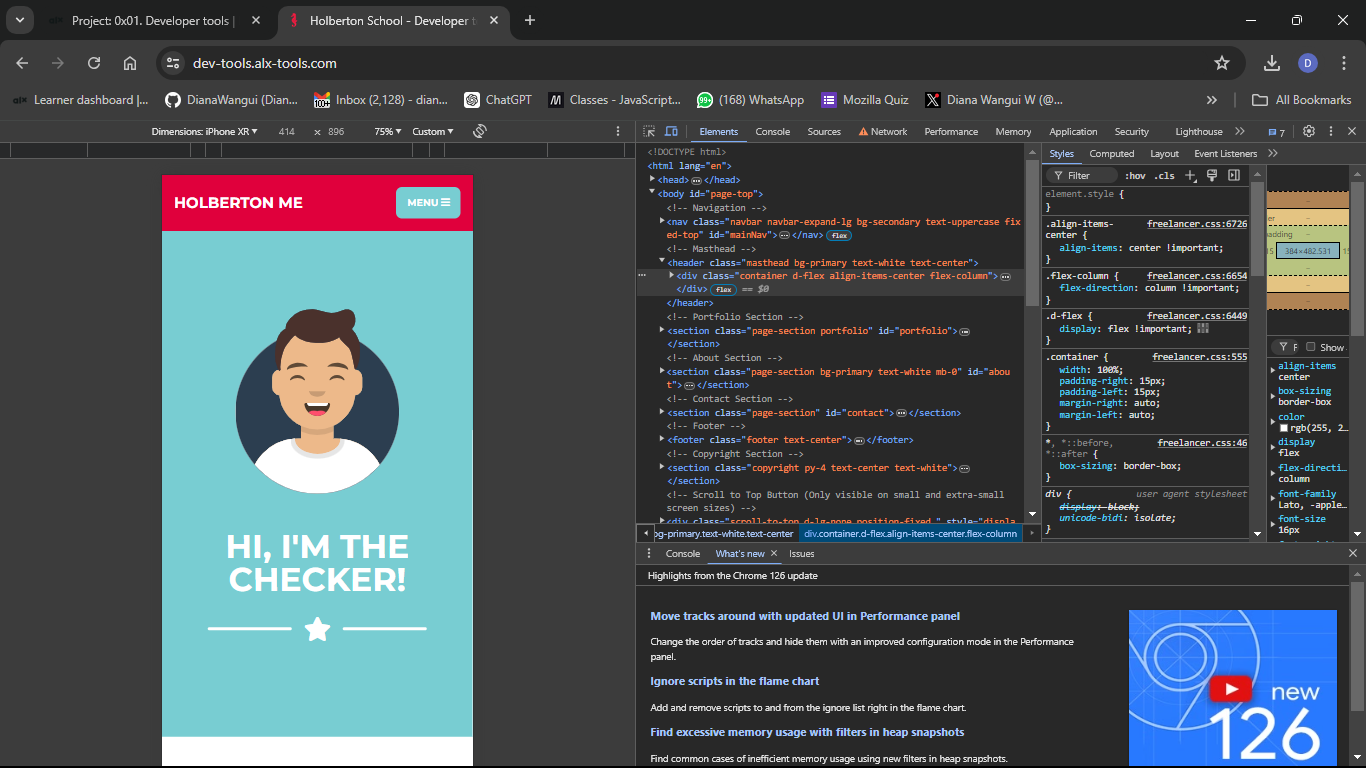 Project: 0x01. Developer tools |
Holberton School - Developer t
dev-tools.alx-tools.com
Learner dashboard |...
DianaWangui (Dian...
Inbox (2,128) - dian...
ChatGPT
Classes - JavaScript...
(168) WhatsApp
Mozilla Quiz
Diana Wangui W (@...
All Bookmarks
Dimensions: iPhone XR 414 × 896 75% Custom
Elements Console Sources Network Performance Memory Application Security Lighthouse 7
HOLBERTON ME
MENU
HI, I'M THE
CHECKER!
<!DOCTYPE html>
<html lang="en">
<head> </head>
<body id="page-top">
<!-- Navigation -->
<nav class="navbar navbar-expand-lg bg-secondary text-uppercase fix
ed-top" id="mainNav"> </nav> flex
<!-- Masthead -->
<header class="masthead bg-primary text-white text-center">
<div class="container d-flex align-items-center flex-column">
</div> flex == $0
</header>
<!-- Portfolio Section -->
<section class="page-section portfolio" id="portfolio">
</section>
<!-- About Section -->
<section class="page-section bg-primary text-white mb-0" id="abou
t"> </section>
<!-- Contact Section -->
<section class="page-section" id="contact"> </section>
<!-- Footer -->
<footer class="footer text-center"> </footer>
<!-- Copyright Section -->
<section class="copyright py-4 text-center text-white">
</section>
<!-- Scroll to Top Button (Only visible on small and extra-small
screen sizes) -->
<div class="scroll-to-top d-lg-none position-fixed " style="displa
bg-primary.text-white.text-center div.container.d-flex.align-items-center.flex-column
Styles Computed Layout Event Listeners
Filter :hov .cls
element.style {
}
.align-items- freelancer.css:6726
center {
align-items: center !important;
}
.flex-column { freelancer.css:6654
flex-direction: column !important;
}
.d-flex { freelancer.css:6449
display: flex !important;
}
.container { freelancer.css:555
width: 100%;
padding-right: 15px;
padding-left: 15px;
margin-right: auto;
margin-left: auto;
}
*, *::before, freelancer.css:46
*::after {
box-sizing: border-box;
}
div { user agent stylesheet
display: block;
unicode-bidi: isolate;
}
er
adding
15 384×482.531 15
Show
align-items
center
box-sizing
border-box
color
rgb(255, 2...
display
flex
flex-directi...
column
font-family
Lato, -apple...
font-size
16px
Console What's new Issues
Highlights from the Chrome 126 update
Move tracks around with updated UI in Performance panel
Change the order of tracks and hide them with an improved configuration mode in the Performance
panel.
Ignore scripts in the flame chart
Add and remove scripts to and from the ignore list right in the flame chart.
Find excessive memory usage with filters in heap snapshots
Find common cases of inefficient memory usage using new filters in heap snapshots.
new
126